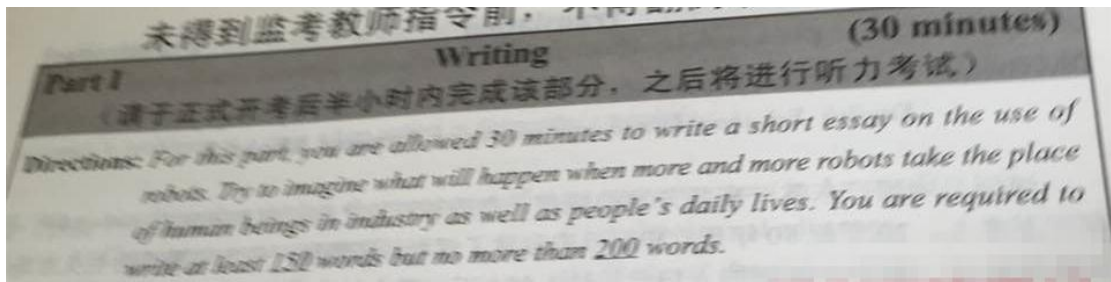 未得到监考教师指令前，不得
Part I Writing (30 minutes)
(请于正式开考后半小时内完成该部分，之后将进行听力考试)
Directions: For this part, you are allowed 30 minutes to write a short essay on the use of
robots. Try to imagine what will happen when more and more robots take the place
of human beings in industry as well as people's daily lives. You are required to
write at least 150 words but no more than 200 words.